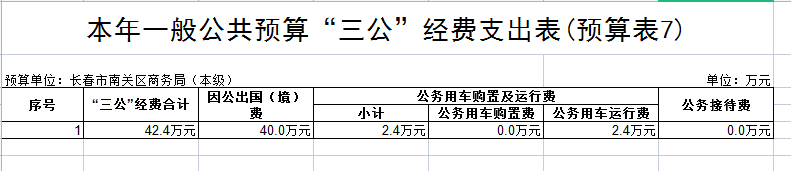 本年一般公共预算“三公”经费支出表(预算表7)
预算单位：长春市南关区商务局（本级） 单位：万元
序号 “三公”经费合计 因公出国（境）费 公务用车购置及运行费 公务接待费
小计 公务用车购置费 公务用车运行费
1 42.4万元 40.0万元 2.4万元 0.0万元 2.4万元 0.0万元